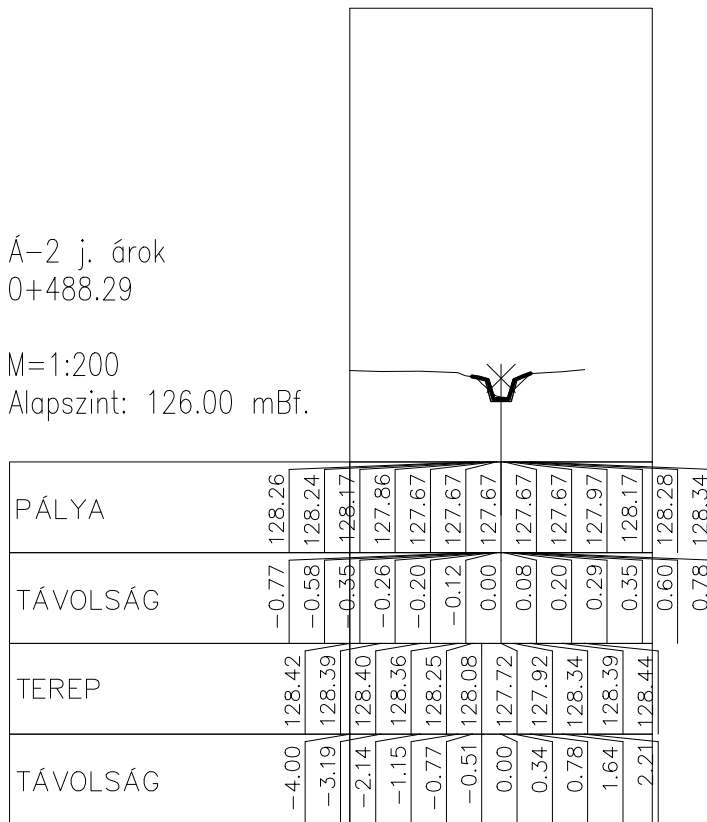 Á-2 j. árok
0+488.29
M=1:200
Alapszint: 126.00 mBf.
PÁLYA 128.26 128.24 128.17 127.86 127.67 127.67 127.67 127.67 127.67 127.97 128.17 128.28 128.34
TÁVOLSÁG -0.77 -0.58 -0.35 -0.26 -0.20 -0.12 0.00 0.08 0.20 0.29 0.35 0.60 0.78
TEREP 128.42 128.39 128.40 128.36 128.25 128.08 127.72 127.92 128.34 128.39 128.44
TÁVOLSÁG -4.00 -3.19 -2.14 -1.15 -0.77 -0.51 0.00 0.34 0.78 1.64 2.21